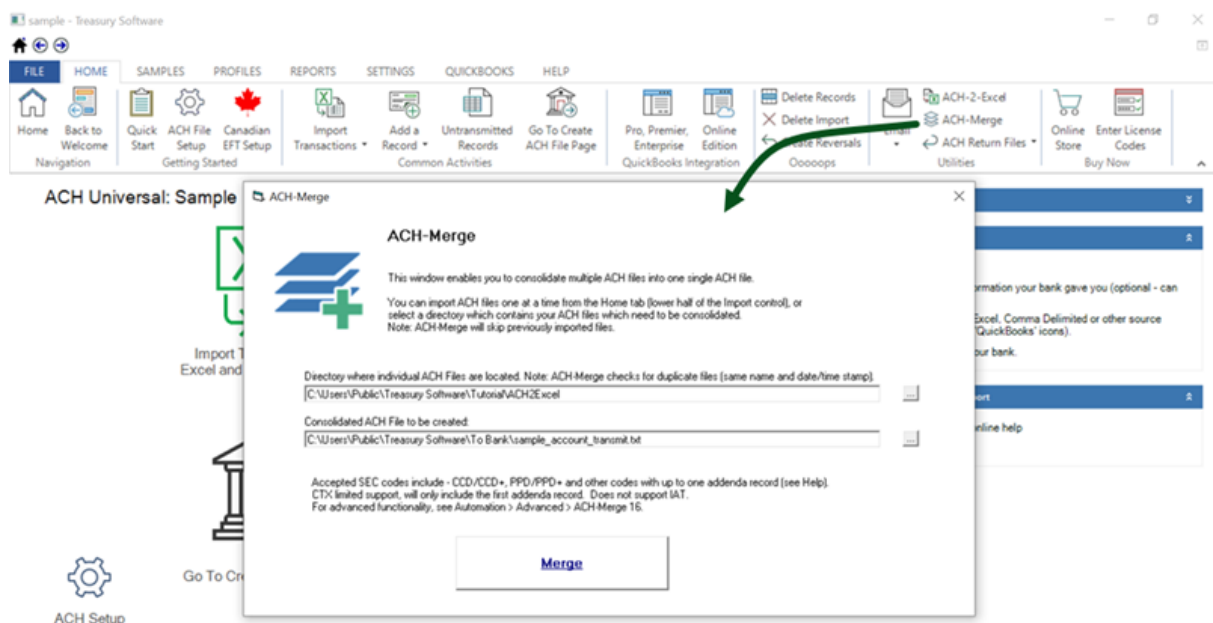 sample - Treasury Software
FILE HOME SAMPLES PROFILES REPORTS SETTINGS QUICKBOOKS HELP
Home
Back to
Welcome
Navigation
Quick
Start
ACH File
Setup
Canadian
EFT Setup
Getting Started
Import
Transactions
Add a
Record
Untransmitted
Records
Go To Create
ACH File Page
Common Activities
Pro, Premier,
Enterprise
Online
Edition
QuickBooks Integration
Delete Records
Delete Import
Create Reversals
Ooooops
Email
ACH-2-Excel
ACH-Merge
ACH Return Files
Utilities
Online
Store
Enter License
Codes
Buy Now
ACH Universal: Sample
Import T
Excel and
Go To Cre
ACH Setup
ACH-Merge
ACH-Merge
This window enables you to consolidate multiple ACH files into one single ACH file.
You can import ACH files one at a time from the Home tab (lower half of the Import control), or
select a directory which contains your ACH files which need to be consolidated.
Note: ACH-Merge will skip previously imported files.
Directory where individual ACH Files are located. Note: ACH-Merge checks for duplicate files (same name and date/time stamp).
C:\Users\Public\Treasury Software\Tutorial\ACH2Excel
...
Consolidated ACH File to be created:
C:\Users\Public\Treasury Software\To Bank\sample_account_transmit.txt
...
Accepted SEC codes include - CCD/CCD+, PPD/PPD+ and other codes with up to one addenda record (see Help).
CTX limited support, will only include the first addenda record. Does not support IAT.
For advanced functionality, see Automation > Advanced > ACH-Merge 16.
Merge
ormation your bank gave you (optional - can
Excel, Comma Delimited or other source
'QuickBooks' icons).
our bank.
ort
online help